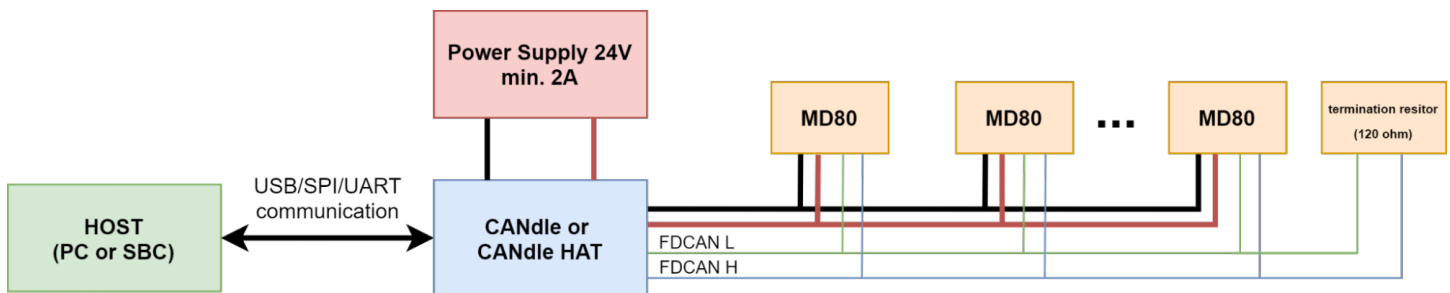 Power Supply 24V
min. 2A
MD80
MD80
...
MD80
termination resitor
(120 ohm)
USB/SPI/UART
communication
HOST
(PC or SBC)
CANdle or
CANdle HAT
FDCAN L
FDCAN H